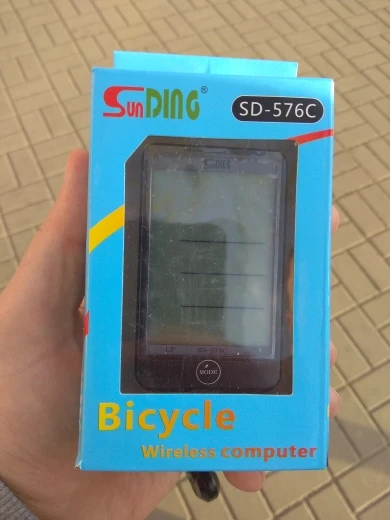 SunDING®
SD-576C
SunDING
MODE
Bicycle
Wireless computer